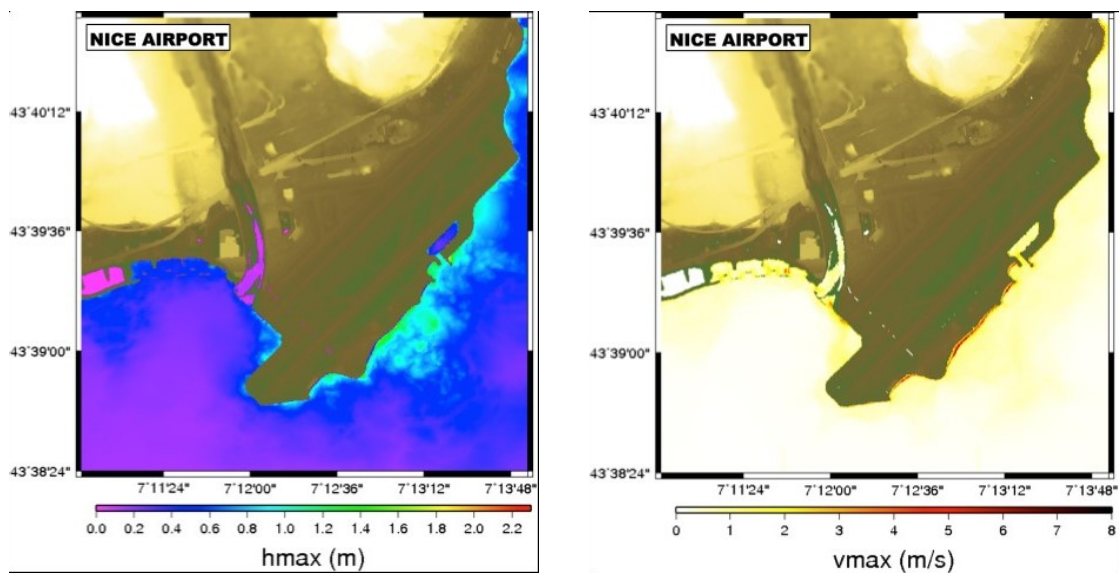 NICE AIRPORT
43°40'12"
43°39'36"
43°39'00"
43°38'24"
7°11'24" 7°12'00" 7°12'36" 7°13'12" 7°13'48"
0.0 0.2 0.4 0.6 0.8 1.0 1.2 1.4 1.6 1.8 2.0 2.2
hmax (m)
NICE AIRPORT
43°40'12"
43°39'36"
43°39'00"
43°38'24"
7°11'24" 7°12'00" 7°12'36" 7°13'12" 7°13'48"
0 1 2 3 4 5 6 7 8
vmax (m/s)